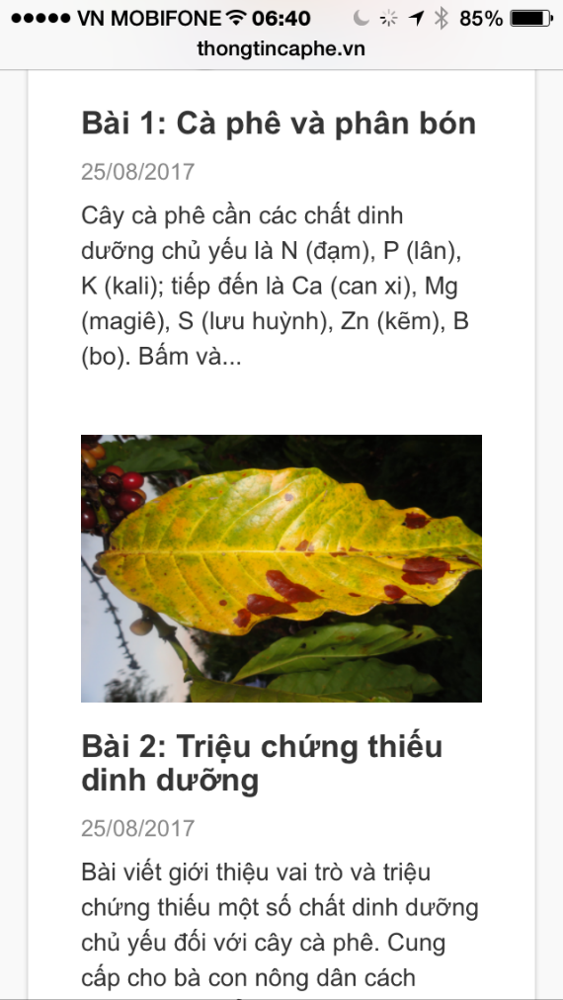 VN MOBIFONE 06:40 85%
thongtincaphe.vn
Bài 1: Cà phê và phân bón
25/08/2017
Cây cà phê cần các chất dinh
dưỡng chủ yếu là N (đạm), P (lân),
K (kali); tiếp đến là Ca (can xi), Mg
(magiê), S (lưu huỳnh), Zn (kẽm), B
(bo). Bấm và...
Bài 2: Triệu chứng thiếu
dinh dưỡng
25/08/2017
Bài viết giới thiệu vai trò và triệu
chứng thiếu một số chất dinh dưỡng
chủ yếu đối với cây cà phê. Cung
cấp cho bà con nông dân cách